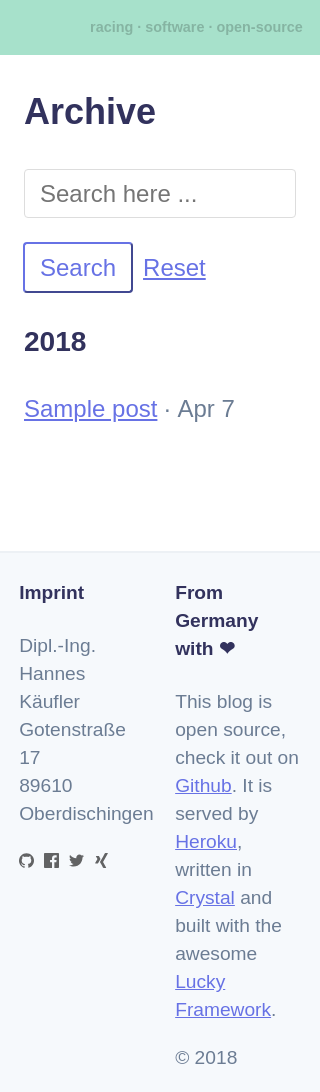 racing · software · open-source
Archive
Search here ...
Search Reset
2018
Sample post · Apr 7
Imprint
Dipl.-Ing.
Hannes
Käufler
Gotenstraße
17
89610
Oberdischingen
From
Germany
with ❤
This blog is
open source,
check it out on
Github. It is
served by
Heroku,
written in
Crystal and
built with the
awesome
Lucky
Framework.
© 2018